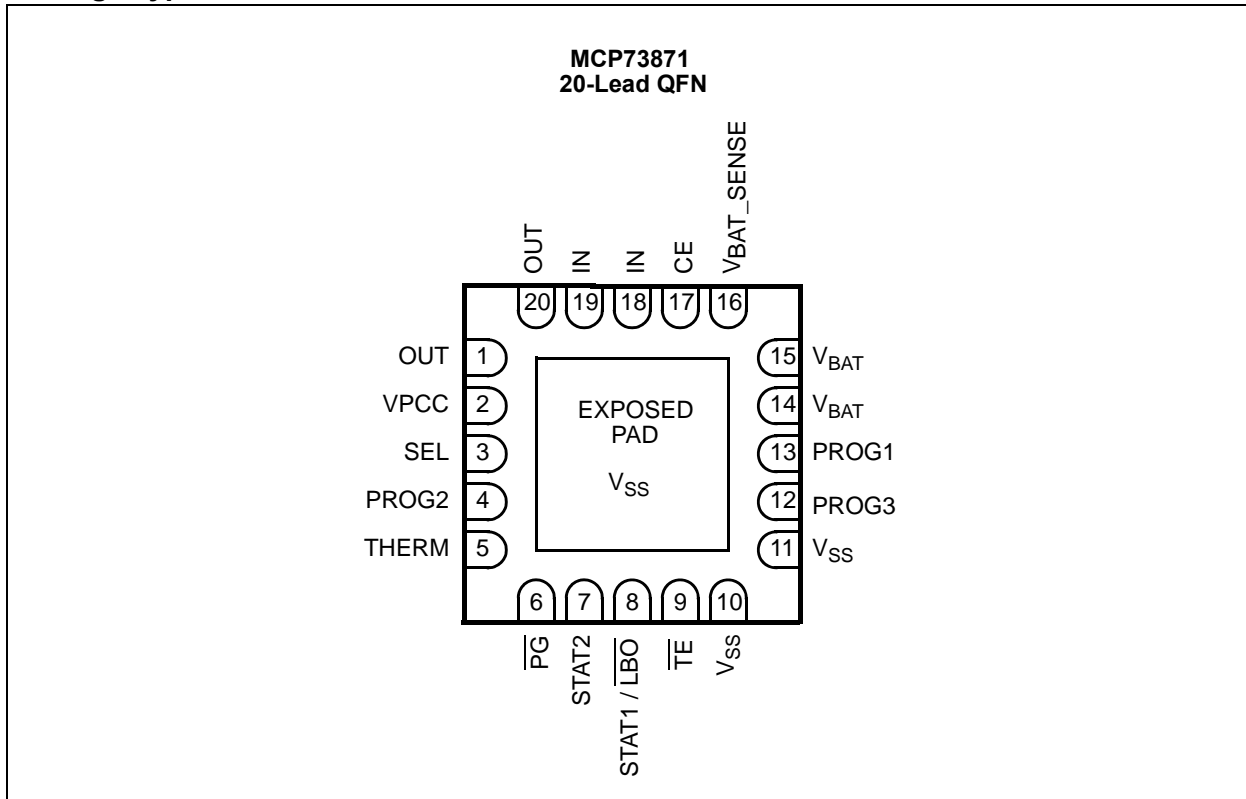 MCP73871
20-Lead QFN
OUT
IN
IN
CE
VBAT_SENSE
20
19
18
17
16
OUT
1
VPCC
2
SEL
3
PROG2
4
THERM
5
EXPOSED
PAD
VSS
15
VBAT
14
VBAT
13
PROG1
12
PROG3
11
VSS
6
7
8
9
10
PG
STAT2
STAT1 / LBO
TE
VSS